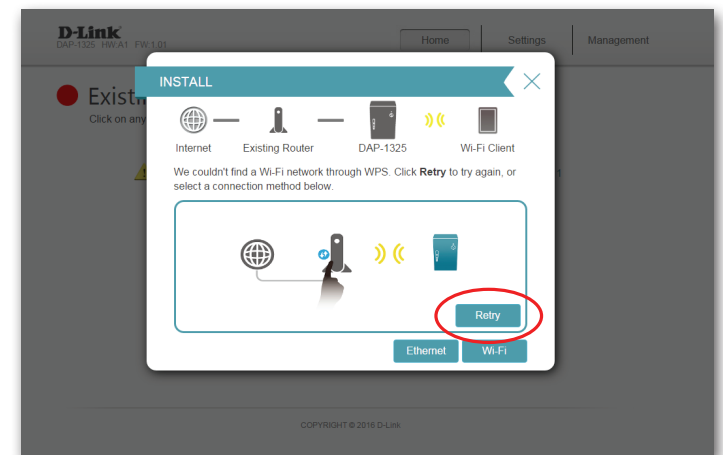 D-Link
DAP-1325 HW:A1 FW:1.01
Home
Settings
Management
INSTALL
Click on any
Internet
Existing Router
DAP-1325
Wi-Fi Client
We couldn't find a Wi-Fi network through WPS. Click Retry to try again, or
select a connection method below.
Retry
Ethernet
Wi-Fi
COPYRIGHT © 2016 D-Link